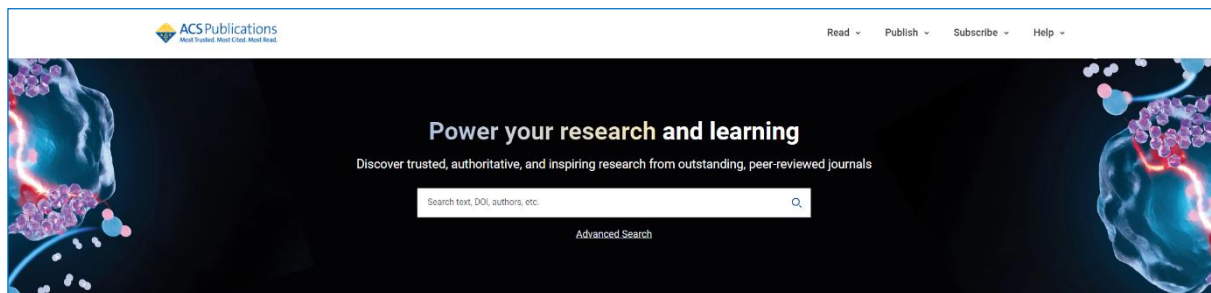 ACS Publications
Most Trusted. Most Cited. Most Read.
Read Publish Subscribe Help
Power your research and learning
Discover trusted, authoritative, and inspiring research from outstanding, peer-reviewed journals
Search text, DOI, authors, etc.
Advanced Search